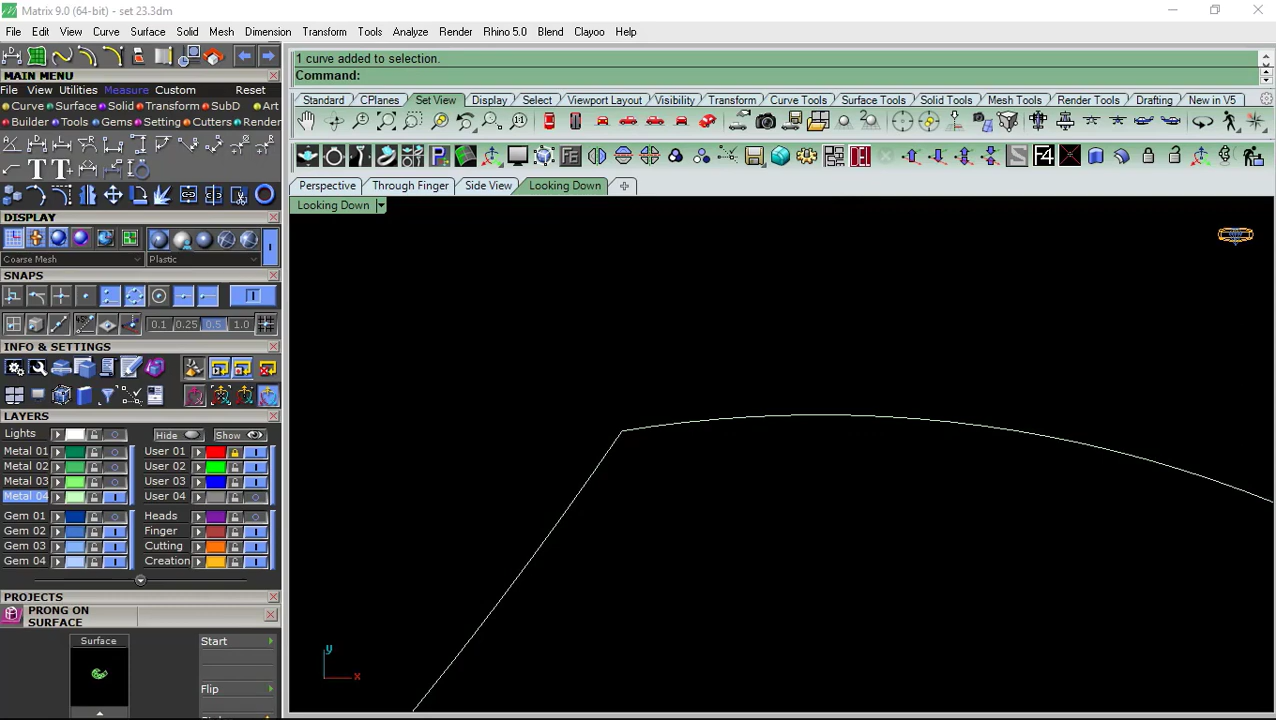 Matrix 9.0 (64-bit) - set 23.3dm
File Edit View Curve Surface Solid Mesh Dimension Transform Tools Analyze Render Rhino 5.0 Blend Clayoo Help
1 curve added to selection.
Command:
MAIN MENU
File View Utilities Measure Custom Reset
Curve Surface Solid Transform SubD Art
Builder Tools Gems Setting Cutters Render
Standard CPlanes Set View Display Select Viewport Layout Visibility Transform Curve Tools Surface Tools Solid Tools Mesh Tools Render Tools Drafting New in V5
Perspective Through Finger Side View Looking Down
Looking Down
DISPLAY
Coarse Mesh Plastic
SNAPS
0.1 0.25 0.5 1.0
INFO & SETTINGS
LAYERS
Lights Hide Show
Metal 01 User 01
Metal 02 User 02
Metal 03 User 03
Metal 04 User 04
Gem 01 Heads
Gem 02 Finger
Gem 03 Cutting
Gem 04 Creation
PROJECTS
PRONG ON
SURFACE
Surface Start
Flip
y
x